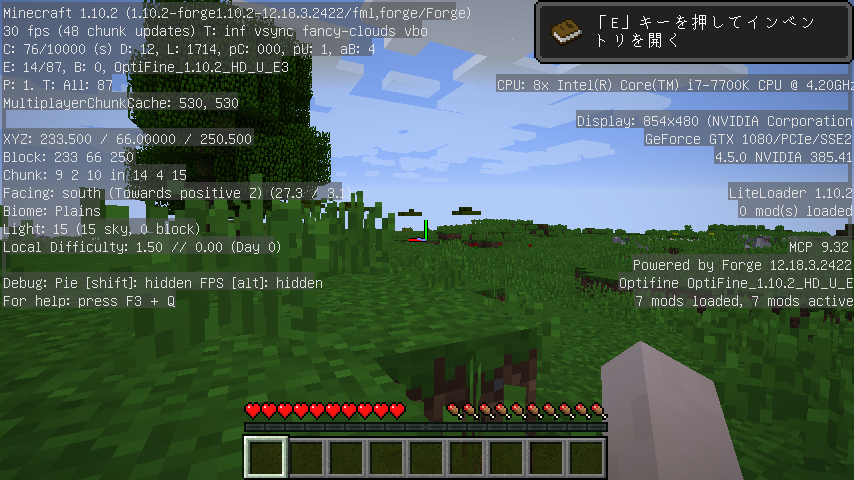 Minecraft 1.10.2 (1.10.2-forge1.10.2-12.18.3.2422/fml,forge/Forge)
30 fps (48 chunk updates) T: inf vsync fancy-clouds vbo
C: 76/10000 (s) D: 12, L: 1714, pC: 000, pU: 1, aB: 4
E: 14/87, B: 0, OptiFine_1.10.2_HD_U_E3
P: 1. T: All: 87
MultiplayerChunkCache: 530, 530
XYZ: 233.500 / 66.00000 / 250.500
Block: 233 66 250
Chunk: 9 2 10 in 14 4 15
Facing: south (Towards positive Z) (27.3 / 3.1
Biome: Plains
Light: 15 (15 sky, 0 block)
Local Difficulty: 1.50 // 0.00 (Day 0)
Debug: Pie [shift]: hidden FPS [alt]: hidden
For help: press F3 + Q
「E」キーを押してインベン
トリを開く
CPU: 8x Intel(R) Core(TM) i7-7700K CPU @ 4.20GHz
Display: 854x480 (NVIDIA Corporation
GeForce GTX 1080/PCIe/SSE2
4.5.0 NVIDIA 385.41
LiteLoader 1.10.2
0 mod(s) loaded
MCP 9.32
Powered by Forge 12.18.3.2422
Optifine OptiFine_1.10.2_HD_U_E
7 mods loaded, 7 mods active